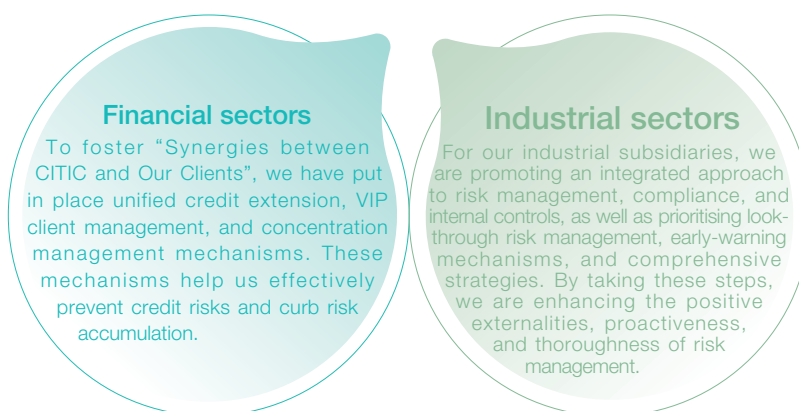 Financial sectors
To foster “Synergies between
CITIC and Our Clients”, we have put
in place unified credit extension, VIP
client management, and concentration
management mechanisms. These
mechanisms help us effectively
prevent credit risks and curb risk
accumulation.
Industrial sectors
For our industrial subsidiaries, we
are promoting an integrated approach
to risk management, compliance, and
internal controls, as well as prioritising look-
through risk management, early-warning
mechanisms, and comprehensive
strategies. By taking these steps,
we are enhancing the positive
externalities, proactiveness,
and thoroughness of risk
management.